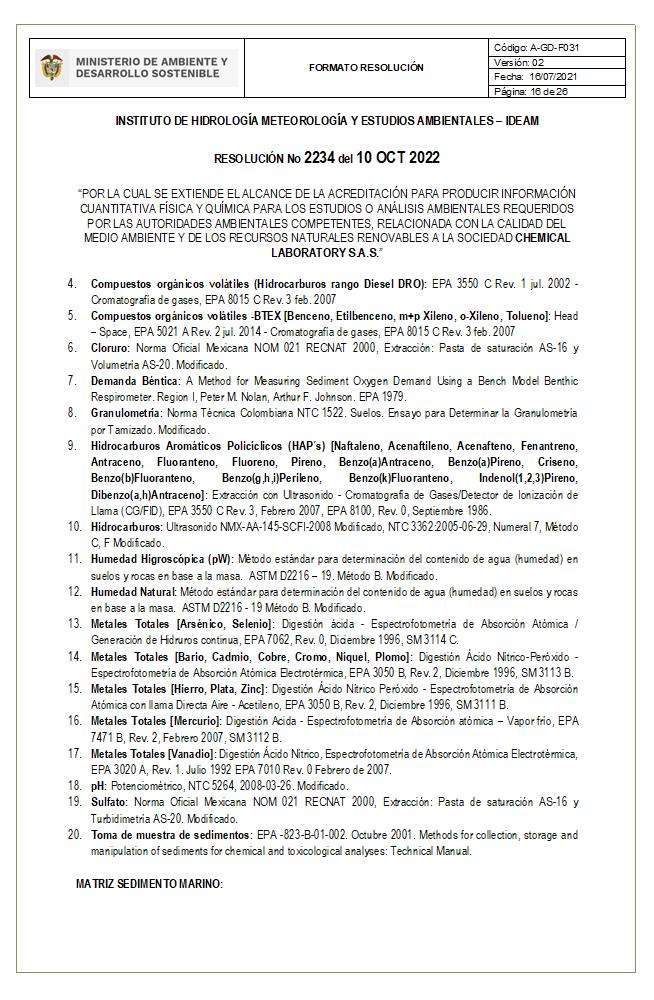 MINISTERIO DE AMBIENTE Y
DESARROLLO SOSTENIBLE
FORMATO RESOLUCIÓN
Código: A-GD-F031
Versión: 02
Fecha: 16/07/2021
Página: 16 de 26
INSTITUTO DE HIDROLOGÍA METEOROLOGÍA Y ESTUDIOS AMBIENTALES – IDEAM
RESOLUCIÓN No 2234 del 10 OCT 2022
“POR LA CUAL SE EXTIENDE EL ALCANCE DE LA ACREDITACIÓN PARA PRODUCIR INFORMACIÓN
CUANTITATIVA FÍSICA Y QUÍMICA PARA LOS ESTUDIOS O ANÁLISIS AMBIENTALES REQUERIDOS
POR LAS AUTORIDADES AMBIENTALES COMPETENTES, RELACIONADA CON LA CALIDAD DEL
MEDIO AMBIENTE Y DE LOS RECURSOS NATURALES RENOVABLES A LA SOCIEDAD CHEMICAL
LABORATORY S.A.S.”
4. Compuestos orgánicos volátiles (Hidrocarburos rango Diesel DRO): EPA 3550 C Rev. 1 jul. 2002 -
Cromatografía de gases, EPA 8015 C Rev. 3 feb. 2007
5. Compuestos orgánicos volátiles -BTEX [Benceno, Etilbenceno, m+p Xileno, o-Xileno, Tolueno]: Head
– Space, EPA 5021 A Rev. 2 jul. 2014 - Cromatografía de gases, EPA 8015 C Rev. 3 feb. 2007
6. Cloruro: Norma Oficial Mexicana NOM 021 RECNAT 2000, Extracción: Pasta de saturación AS-16 y
Volumetría AS-20. Modificado.
7. Demanda Béntica: A Method for Measuring Sediment Oxygen Demand Using a Bench Model Benthic
Respirometer. Region I, Peter M. Nolan, Arthur F. Johnson. EPA 1979.
8. Granulometría: Norma Técnica Colombiana NTC 1522. Suelos. Ensayo para Determinar la Granulometría
por Tamizado. Modificado.
9. Hidrocarburos Aromáticos Policíclicos (HAP´s) [Naftaleno, Acenaftileno, Acenafteno, Fenantreno,
Antraceno, Fluoranteno, Fluoreno, Pireno, Benzo(a)Antraceno, Benzo(a)Pireno, Criseno,
Benzo(b)Fluoranteno, Benzo(g,h,i)Perileno, Benzo(k)Fluoranteno, Indenol(1,2,3)Pireno,
Dibenzo(a,h)Antraceno]: Extracción con Ultrasonido - Cromatografía de Gases/Detector de Ionización de
Llama (CG/FID), EPA 3550 C Rev. 3, Febrero 2007, EPA 8100, Rev. 0, Septiembre 1986.
10. Hidrocarburos: Ultrasonido NMX-AA-145-SCFI-2008 Modificado, NTC 3362:2005-06-29, Numeral 7, Método
C, F Modificado.
11. Humedad Higroscópica (pW): Método estándar para determinación del contenido de agua (humedad) en
suelos y rocas en base a la masa. ASTM D2216 – 19. Método B. Modificado.
12. Humedad Natural: Método estándar para determinación del contenido de agua (humedad) en suelos y rocas
en base a la masa. ASTM D2216 - 19 Método B. Modificado.
13. Metales Totales [Arsénico, Selenio]: Digestión ácida - Espectrofotometría de Absorción Atómica /
Generación de Hidruros continua, EPA 7062, Rev. 0, Diciembre 1996, SM 3114 C.
14. Metales Totales [Bario, Cadmio, Cobre, Cromo, Niquel, Plomo]: Digestión Ácido Nítrico-Peróxido -
Espectrofotometría de Absorción Atómica Electrotérmica, EPA 3050 B, Rev. 2, Diciembre 1996, SM 3113 B.
15. Metales Totales [Hierro, Plata, Zinc]: Digestión Ácido Nítrico Peróxido - Espectrofotometría de Absorción
Atómica con llama Directa Aire - Acetileno, EPA 3050 B, Rev. 2, Diciembre 1996, SM 3111 B.
16. Metales Totales [Mercurio]: Digestión Acida - Espectrofotometría de Absorción atómica – Vapor frío, EPA
7471 B, Rev. 2, Febrero 2007, SM 3112 B.
17. Metales Totales [Vanadio]: Digestión Ácido Nítrico, Espectrofotometría de Absorción Atómica Electrotérmica,
EPA 3020 A, Rev. 1. Julio 1992 EPA 7010 Rev. 0 Febrero de 2007.
18. pH: Potenciométrico, NTC 5264, 2008-03-26. Modificado.
19. Sulfato: Norma Oficial Mexicana NOM 021 RECNAT 2000, Extracción: Pasta de saturación AS-16 y
Turbidimetría AS-20. Modificado.
20. Toma de muestra de sedimentos: EPA -823-B-01-002. Octubre 2001. Methods for collection, storage and
manipulation of sediments for chemical and toxicological analyses: Technical Manual.
MATRIZ SEDIMENTO MARINO: